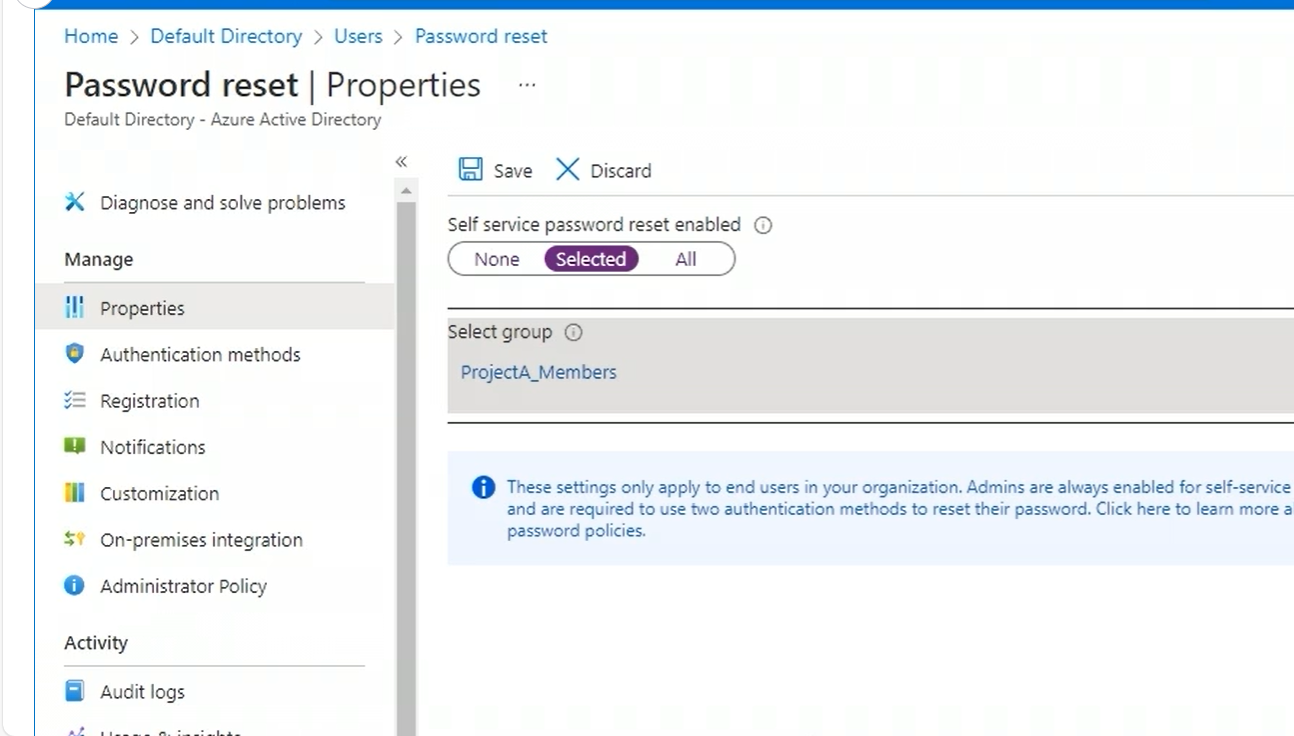 Home > Default Directory > Users > Password reset
Password reset | Properties ...
Default Directory - Azure Active Directory
«
Diagnose and solve problems
Manage
Properties
Authentication methods
Registration
Notifications
Customization
On-premises integration
Administrator Policy
Activity
Audit logs
Usage & insights
Save
Discard
Self service password reset enabled
None
Selected
All
Select group
ProjectA_Members
These settings only apply to end users in your organization. Admins are always enabled for self-service
and are required to use two authentication methods to reset their password. Click here to learn more a
password policies.